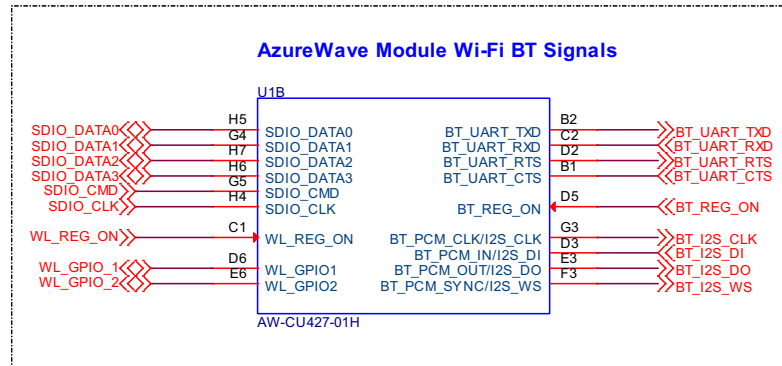 AzureWave Module Wi-Fi BT Signals
U1B
SDIO_DATA0 H5 SDIO_DATA0 BT_UART_TXD B2 BT_UART_TXD
SDIO_DATA1 G4 SDIO_DATA1 BT_UART_RXD C2 BT_UART_RXD
SDIO_DATA2 H7 SDIO_DATA2 BT_UART_RTS D2 BT_UART_RTS
SDIO_DATA3 H6 SDIO_DATA3 BT_UART_CTS B1 BT_UART_CTS
SDIO_CMD G5 SDIO_CMD
SDIO_CLK H4 SDIO_CLK BT_REG_ON D5 BT_REG_ON
WL_REG_ON C1 WL_REG_ON BT_PCM_CLK/I2S_CLK G3 BT_I2S_CLK
BT_PCM_IN/I2S_DI D3 BT_I2S_DI
WL_GPIO_1 D6 WL_GPIO1 BT_PCM_OUT/I2S_DO E3 BT_I2S_DO
WL_GPIO_2 E6 WL_GPIO2 BT_PCM_SYNC/I2S_WS F3 BT_I2S_WS
AW-CU427-01H